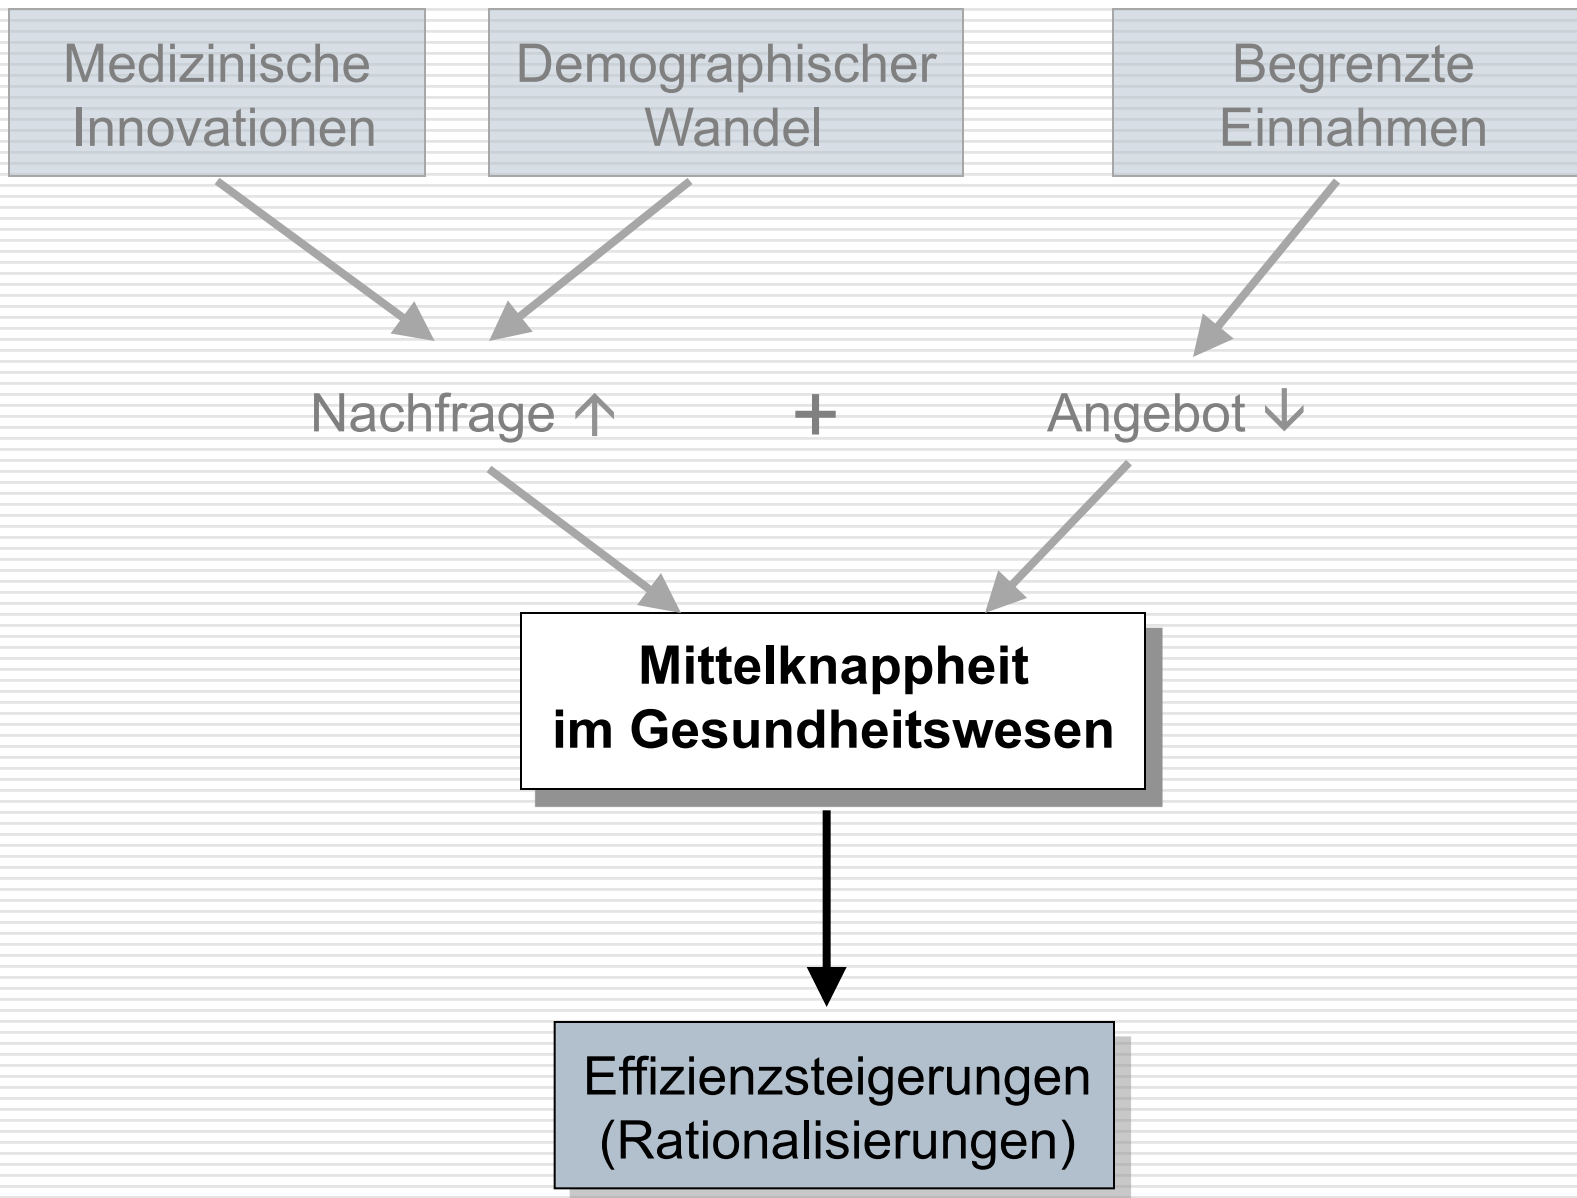 Medizinische
Innovationen
Demographischer
Wandel
Begrenzte
Einnahmen
Nachfrage ↑ + Angebot ↓
Mittelknappheit
im Gesundheitswesen
Effizienzsteigerungen
(Rationalisierungen)